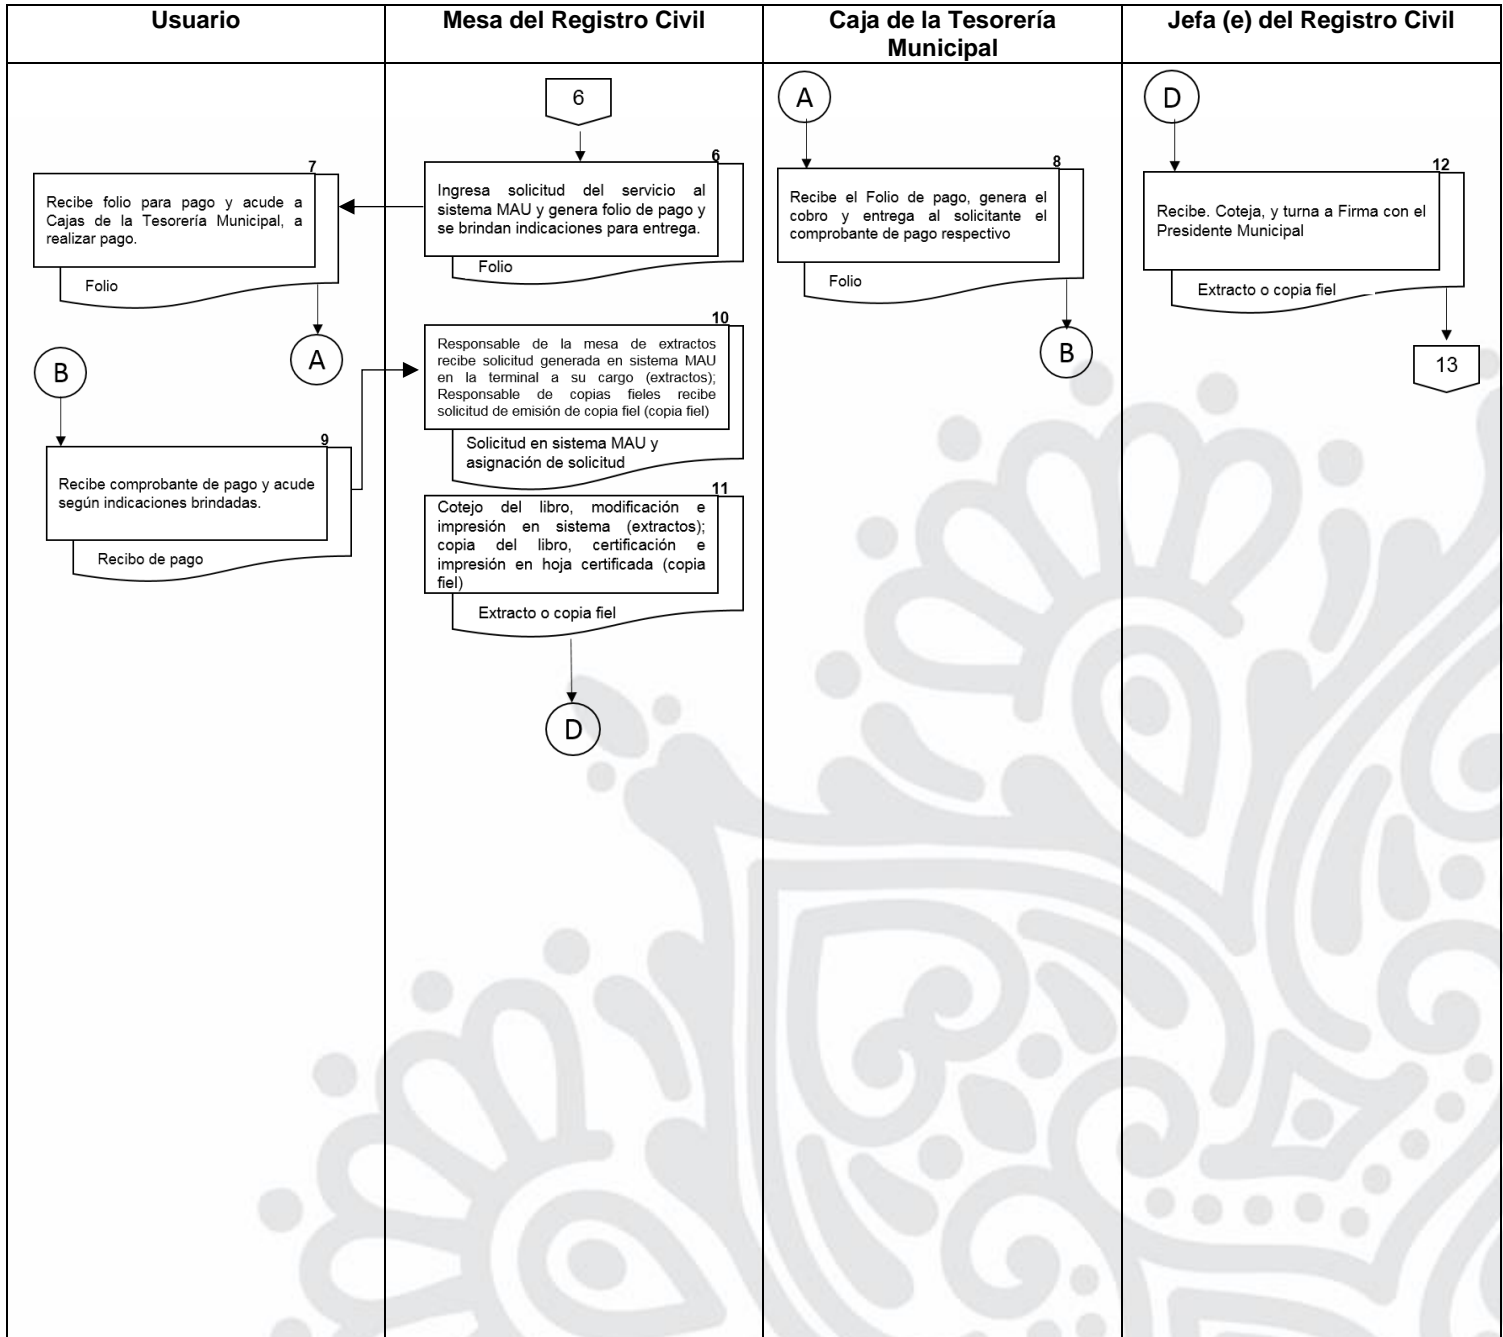 Usuario
Mesa del Registro Civil
Caja de la Tesorería
Municipal
Jefa (e) del Registro Civil
7
Recibe folio para pago y acude a
Cajas de la Tesorería Municipal, a
realizar pago.
Folio
A
B
9
Recibe comprobante de pago y acude
según indicaciones brindadas.
Recibo de pago
6
6
Ingresa solicitud del servicio al
sistema MAU y genera folio de pago y
se brindan indicaciones para entrega.
Folio
10
Responsable de la mesa de extractos
recibe solicitud generada en sistema MAU
en la terminal a su cargo (extractos);
Responsable de copias fieles recibe
solicitud de emisión de copia fiel (copia fiel)
Solicitud en sistema MAU y
asignación de solicitud
11
Cotejo del libro, modificación e
impresión en sistema (extractos);
copia del libro, certificación e
impresión en hoja certificada (copia
fiel)
Extracto o copia fiel
D
A
8
Recibe el Folio de pago, genera el
cobro y entrega al solicitante el
comprobante de pago respectivo
Folio
B
D
12
Recibe. Coteja, y turna a Firma con el
Presidente Municipal
Extracto o copia fiel
13